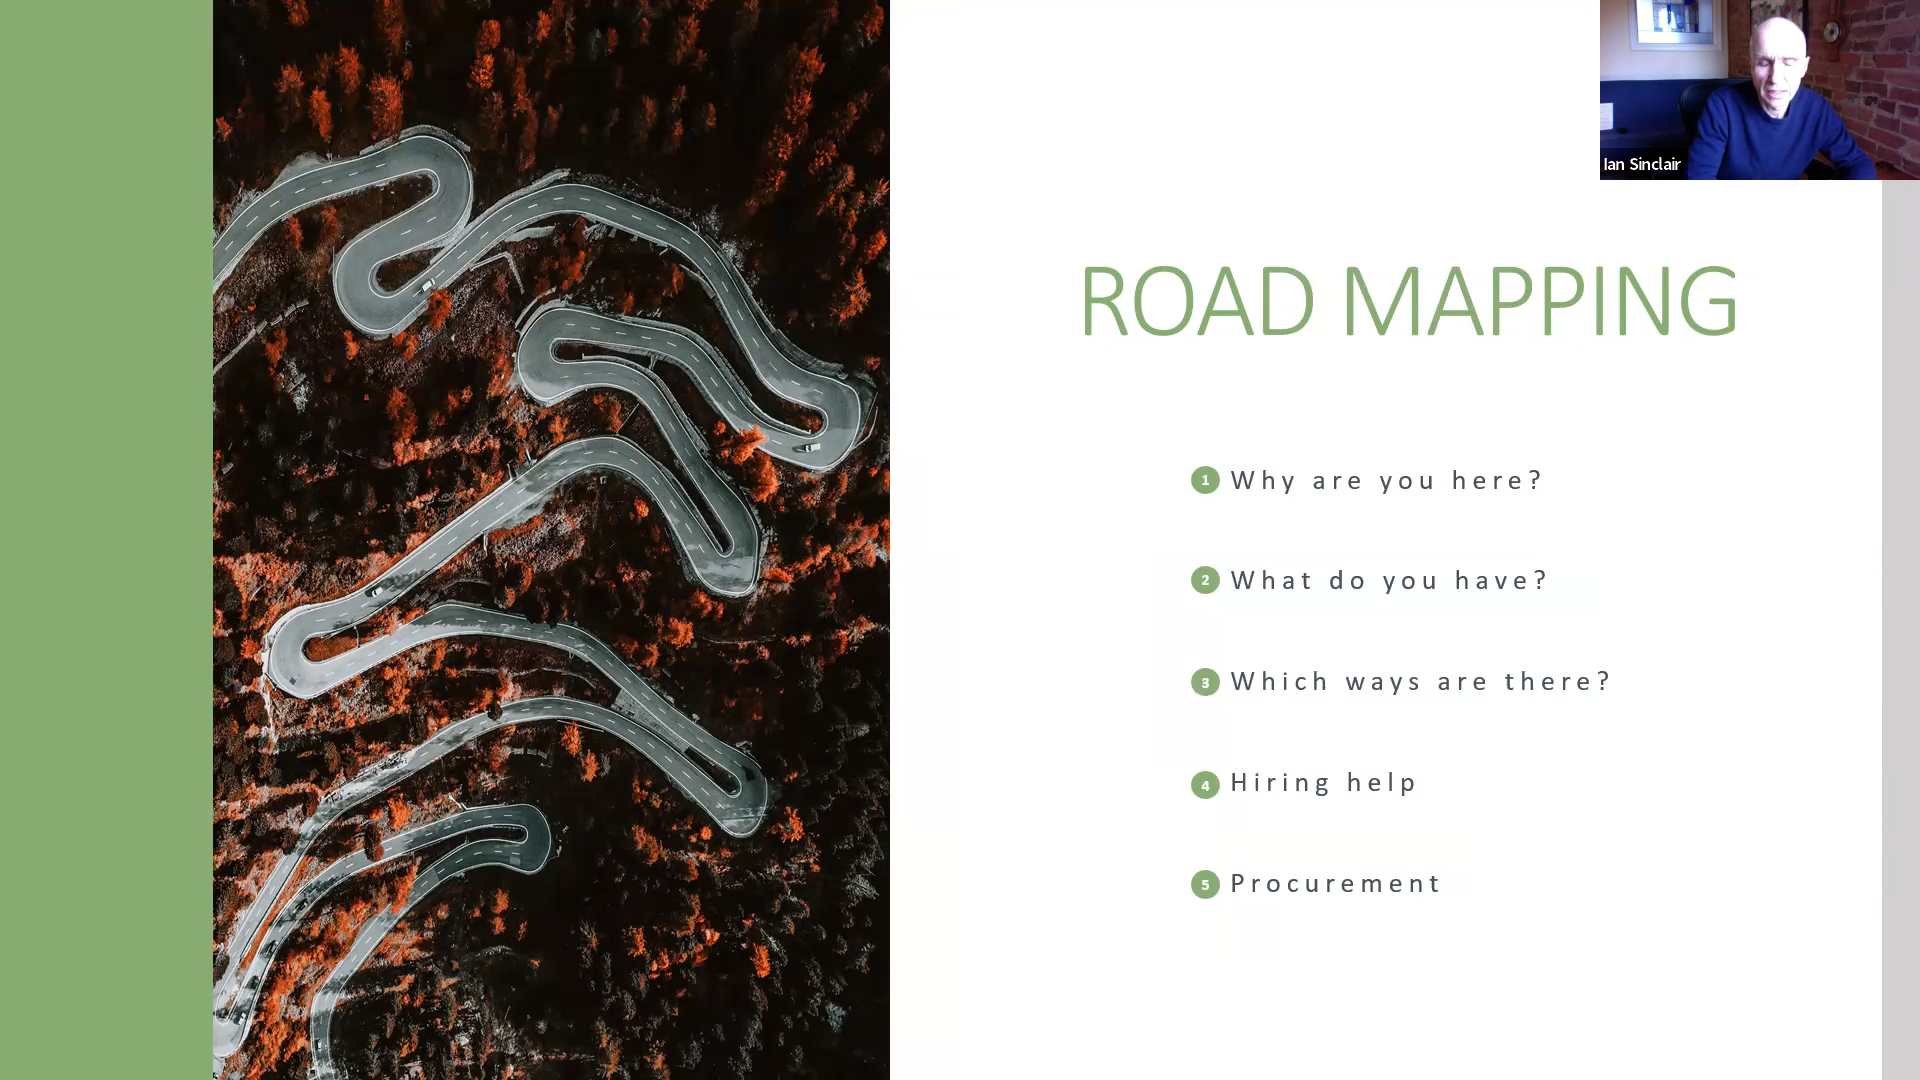 Ian Sinclair
ROAD MAPPING
1 Why are you here?
2 What do you have?
3 Which ways are there?
4 Hiring help
5 Procurement